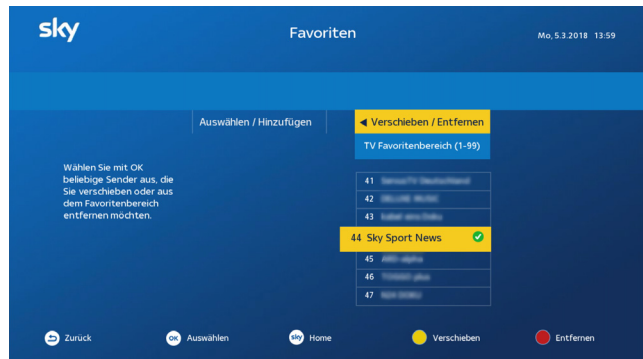 sky
Favoriten
Mo, 5.3.2018 13:59
Auswählen / Hinzufügen
◀ Verschieben / Entfernen
TV Favoritenbereich (1-99)
Wählen Sie mit OK
beliebige Sender aus, die
Sie verschieben oder aus
dem Favoritenbereich
entfernen möchten.
41
42
43
44 Sky Sport News
45
46
47
Zurück
OK Auswählen
sky Home
Verschieben
Entfernen